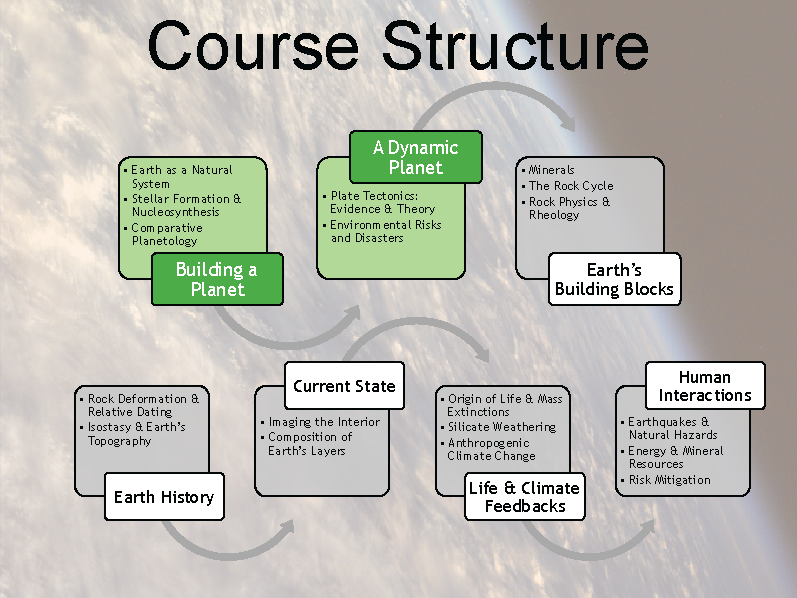 Course Structure
• Earth as a Natural
System
• Stellar Formation &
Nucleosynthesis
• Comparative
Planetology
Building a
Planet
A Dynamic
Planet
• Plate Tectonics:
Evidence & Theory
• Environmental Risks
and Disasters
• Minerals
• The Rock Cycle
• Rock Physics &
Rheology
Earth's
Building Blocks
• Rock Deformation &
Relative Dating
• Isostasy & Earth's
Topography
Earth History
Current State
• Imaging the Interior
• Composition of
Earth's Layers
• Origin of Life & Mass
Extinctions
• Silicate Weathering
• Anthropogenic
Climate Change
Life & Climate
Feedbacks
Human
Interactions
• Earthquakes &
Natural Hazards
• Energy & Mineral
Resources
• Risk Mitigation